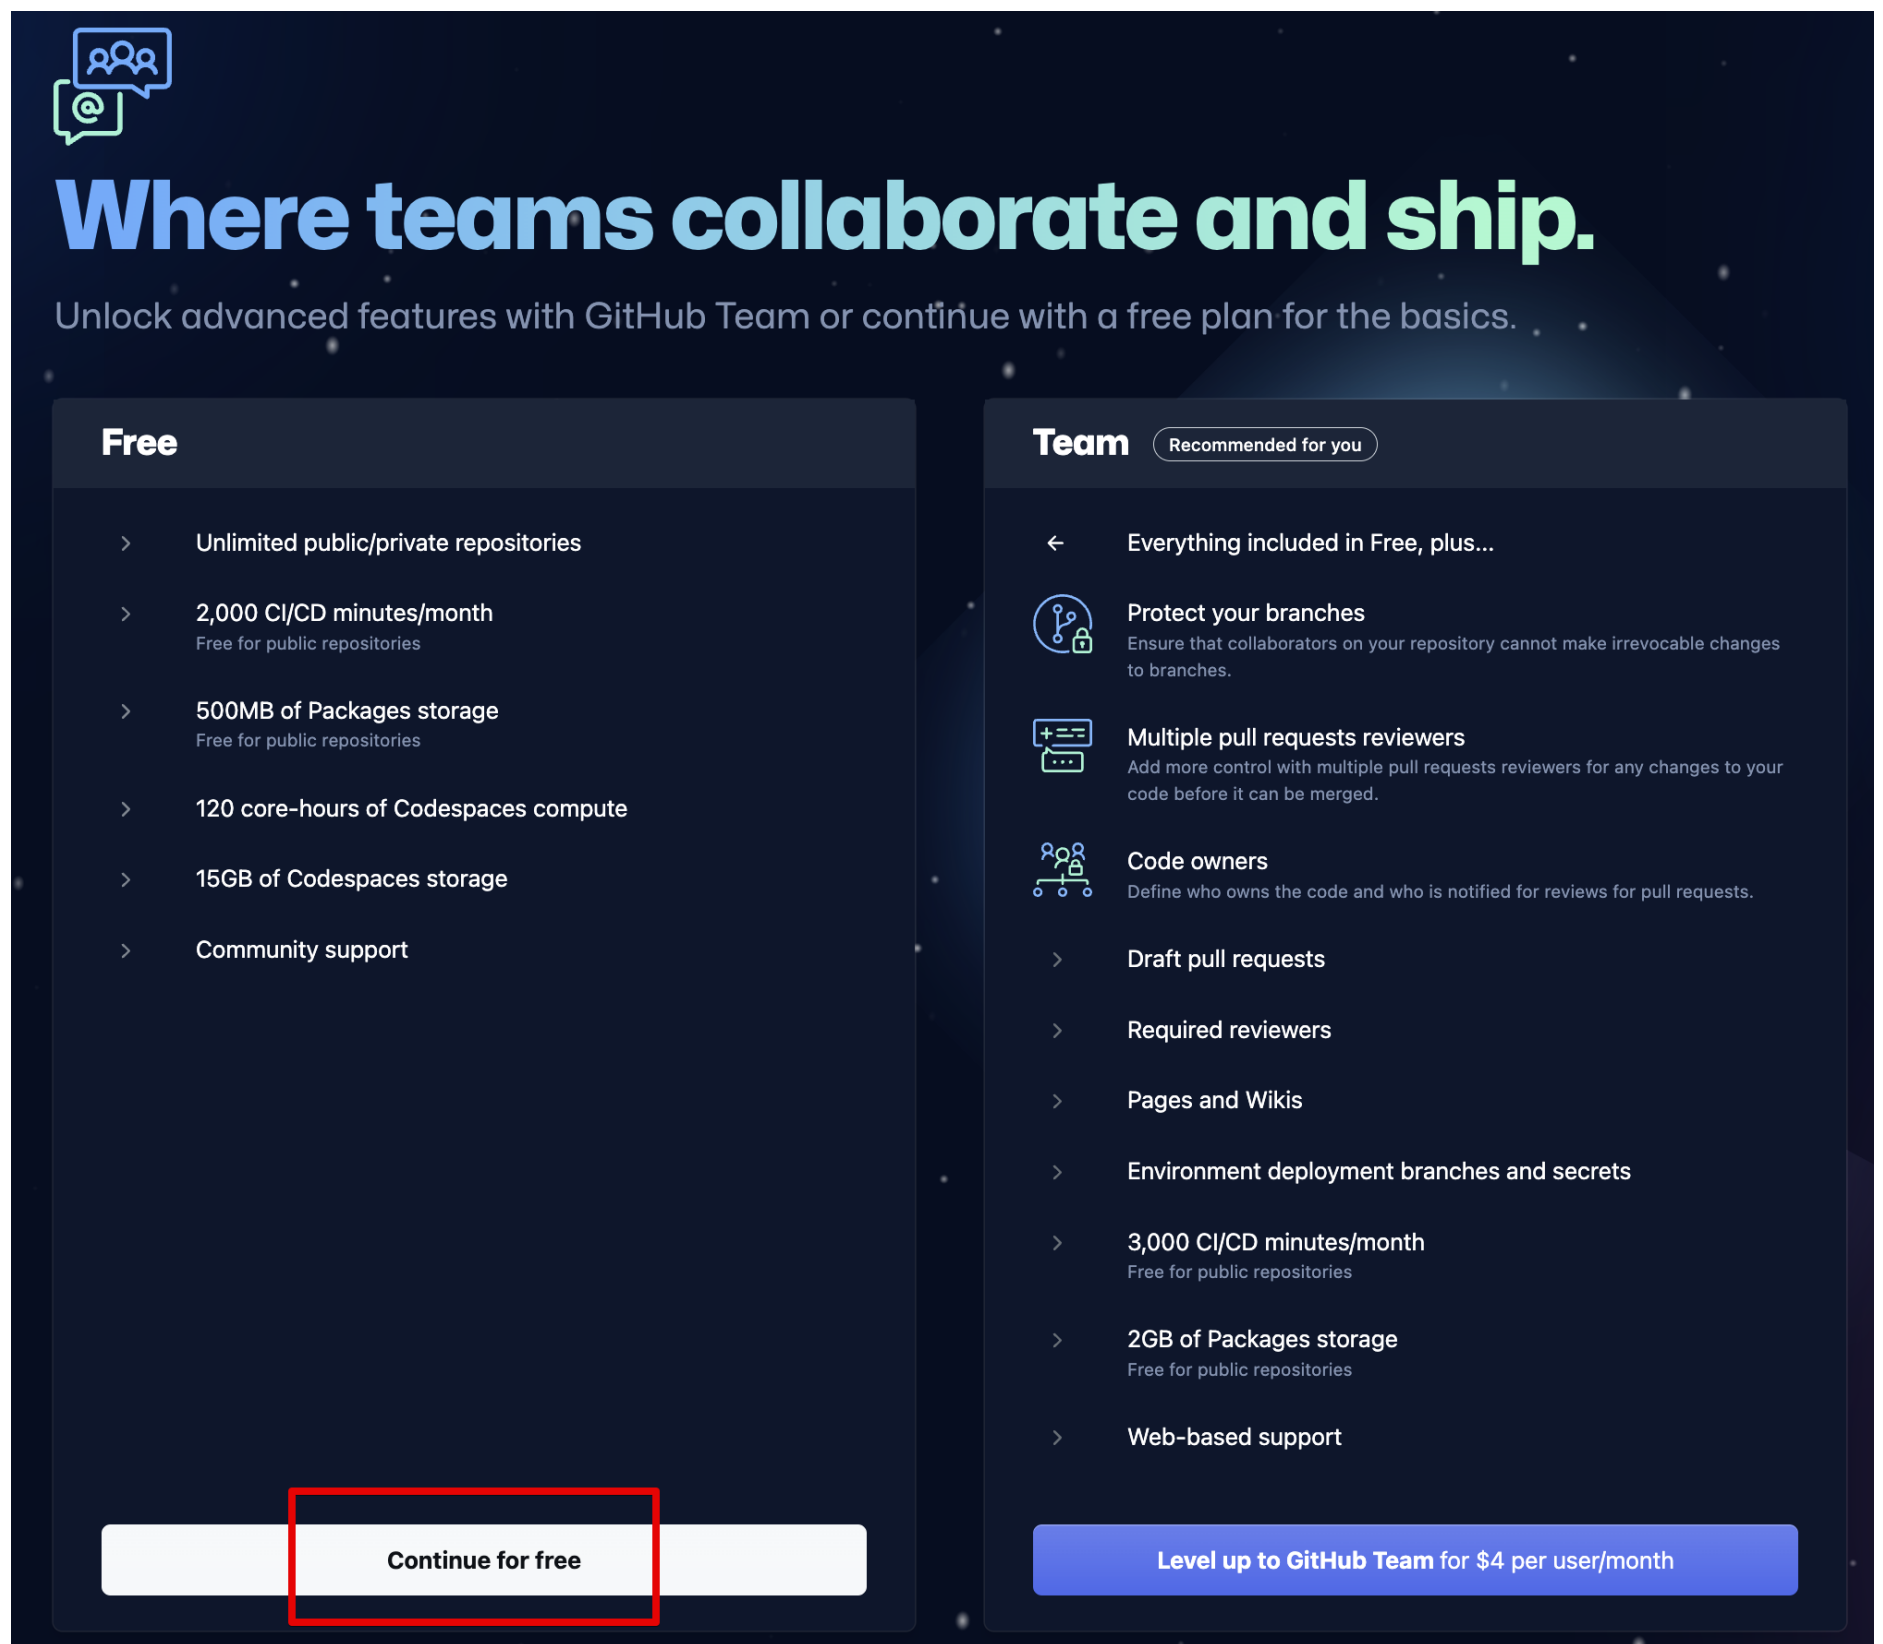 @
Where teams collaborate and ship.
Unlock advanced features with GitHub Team or continue with a free plan for the basics.
Free
Unlimited public/private repositories
2,000 CI/CD minutes/month
Free for public repositories
500MB of Packages storage
Free for public repositories
120 core-hours of Codespaces compute
15GB of Codespaces storage
Community support
Continue for free
Team
Recommended for you
Everything included in Free, plus...
Protect your branches
Ensure that collaborators on your repository cannot make irrevocable changes
to branches.
Multiple pull requests reviewers
Add more control with multiple pull requests reviewers for any changes to your
code before it can be merged.
Code owners
Define who owns the code and who is notified for reviews for pull requests.
Draft pull requests
Required reviewers
Pages and Wikis
Environment deployment branches and secrets
3,000 CI/CD minutes/month
Free for public repositories
2GB of Packages storage
Free for public repositories
Web-based support
Level up to GitHub Team for $4 per user/month